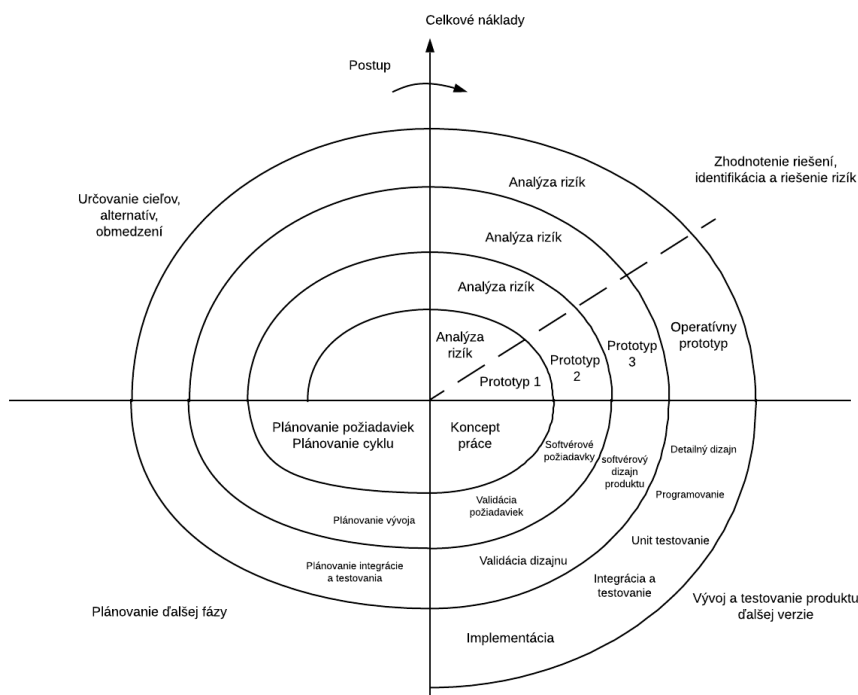 Celkové náklady
Postup
Zhodnotenie riešení,
identifikácia a riešenie rizík
Určovanie cieľov,
alternatív,
obmedzení
Analýza rizík
Analýza rizík
Analýza rizík
Analýza
rizík
Operatívny
prototyp
Prototyp
3
Prototyp
2
Prototyp 1
Plánovanie požiadaviek
Plánovanie cyklu
Koncept
práce
Softvérové
požiadavky
softvérový
dizajn
produktu
Detailný dizajn
Programovanie
Validácia
požiadaviek
Plánovanie vývoja
Unit testovanie
Validácia dizajnu
Plánovanie integrácie
a testovania
Integrácia a
testovanie
Plánovanie ďalšej fázy
Vývoj a testovanie produktu
ďalšej verzie
Implementácia